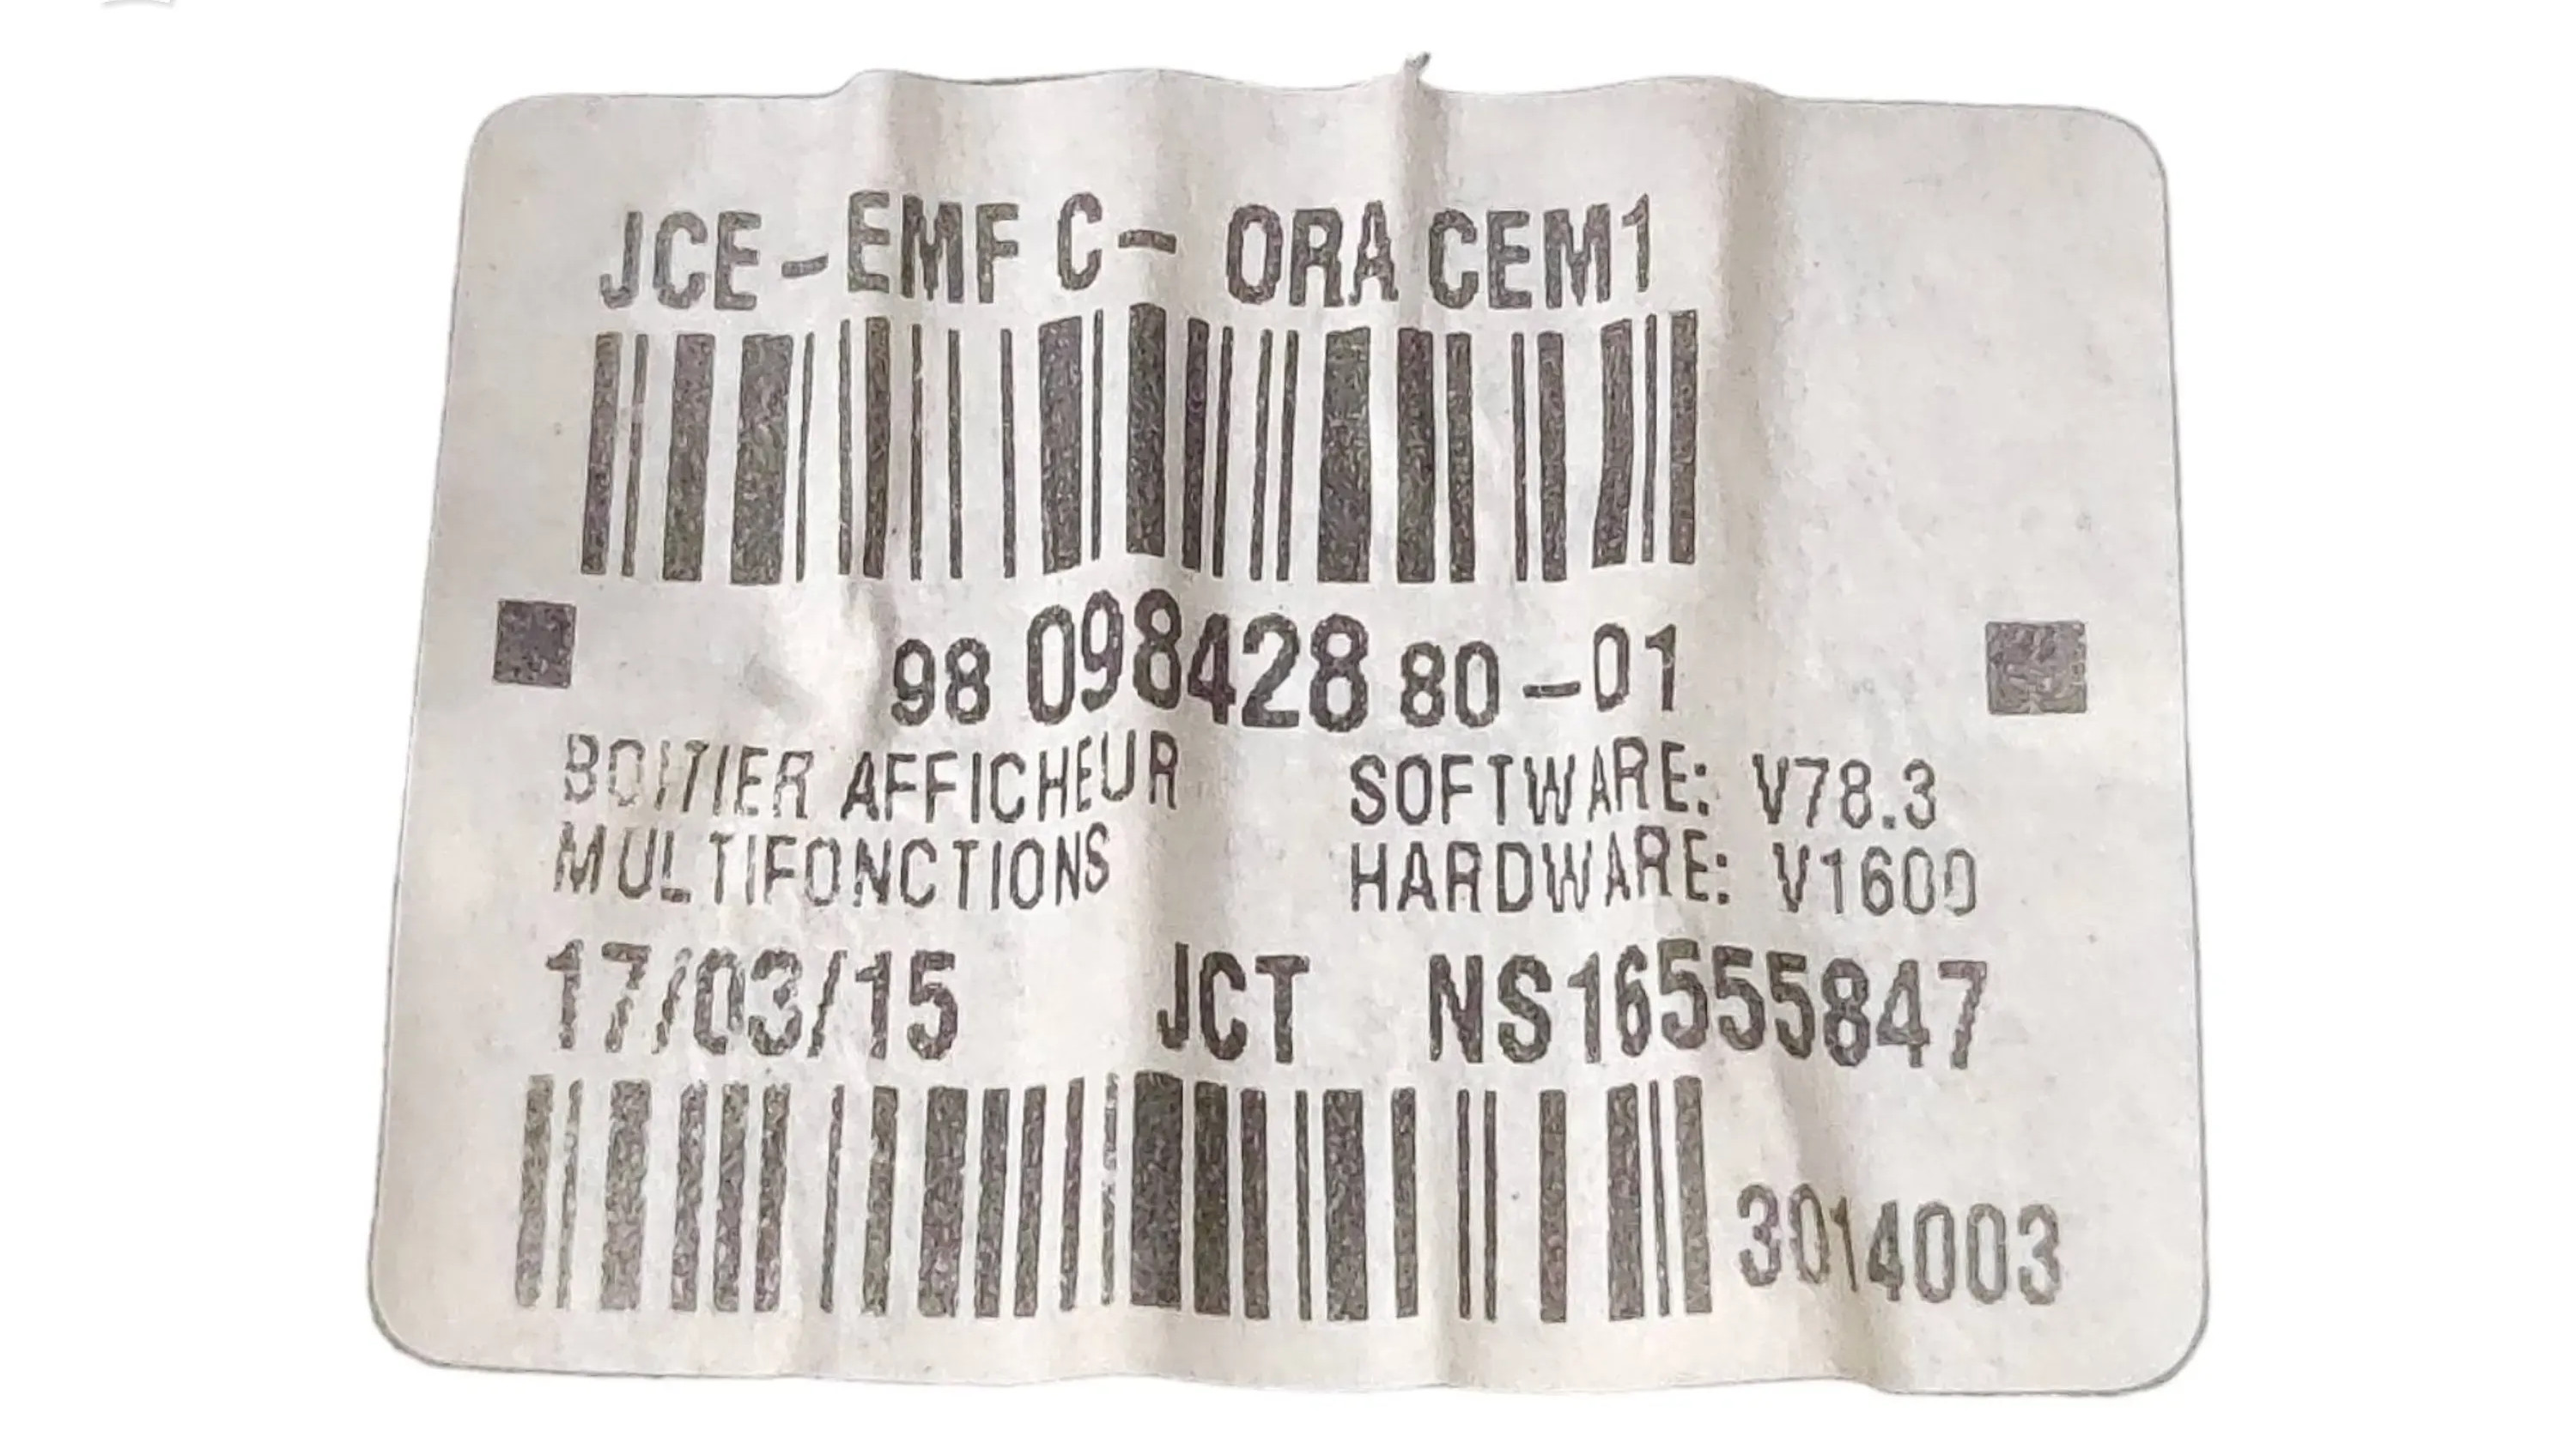 JCE-EMF C- ORA CEM1
98 098428 80-01
BOITIER AFFICHEUR
MULTIFONCTIONS
SOFTWARE: V78.3
HARDWARE: V1600
17/03/15 JCT NS16555847
3014003